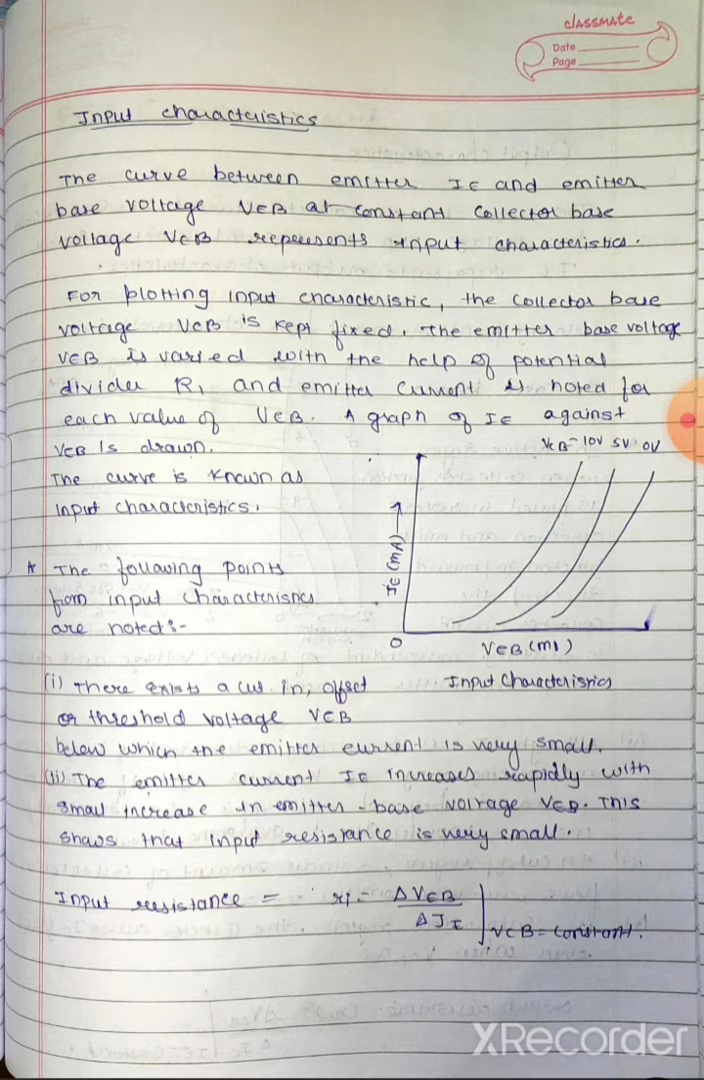 classmate
Date
Page
Input characteristics
The curve between emitter IE and emitter
base voltage VEB at constant collector base
voltage VCB represents input characteristics.
For plotting input characteristic, the collector base
voltage VCB is kept fixed. The emitter base voltage
VEB is varied with the help of potential
divider R1 and emitter current is noted for
each value of VEB. A graph of IE against
VEB is drawn.
VCB=10V 5V 0V
The curve is known as
input characteristics.
IE (mA) →
* The following points
from input characteristics
are noted:-
0
VEB (mV)
(i) There exists a cut in, offset
Input Characteristics
or threshold voltage VEB
below which the emitter current is very small.
(ii) The emitter current IE increases rapidly with
small increase in emitter-base voltage VEB. This
shows that input resistance is very small.
Input resistance = ri = ΔVEB
ΔIE
VCB = constant.
XRecorder